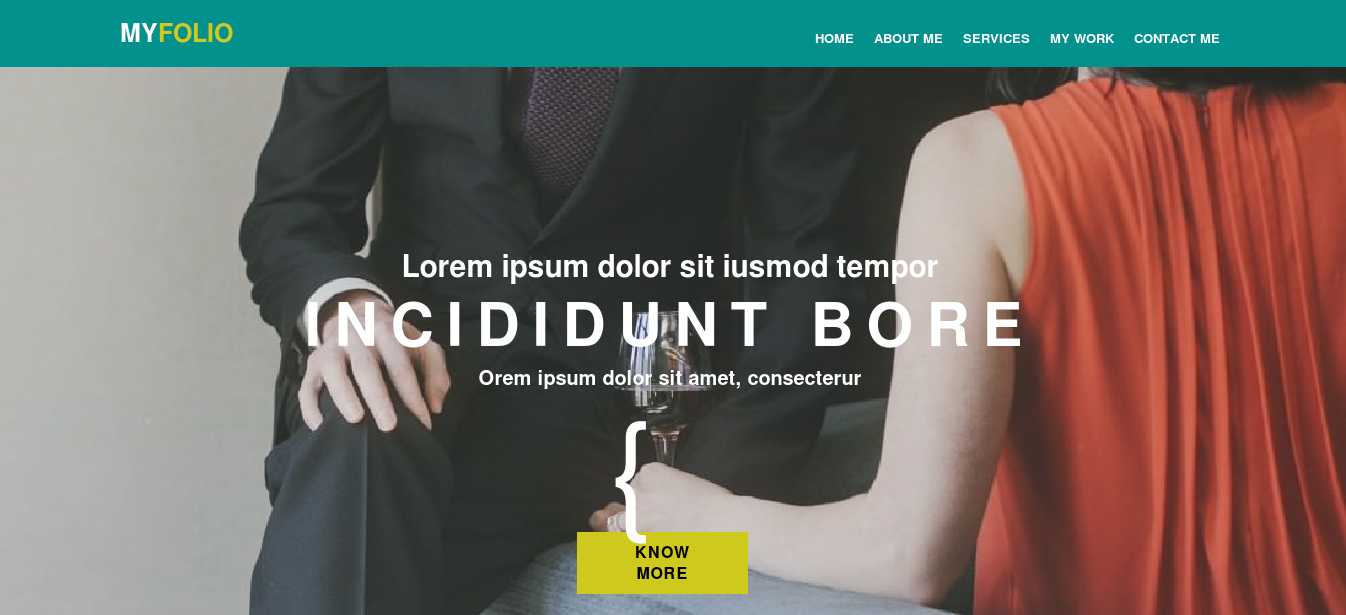 MYFOLIO
HOME ABOUT ME SERVICES MY WORK CONTACT ME
Lorem ipsum dolor sit iusmod tempor
INCIDIDUNT BORE
Orem ipsum dolor sit amet, consecterur
{
KNOW
MORE